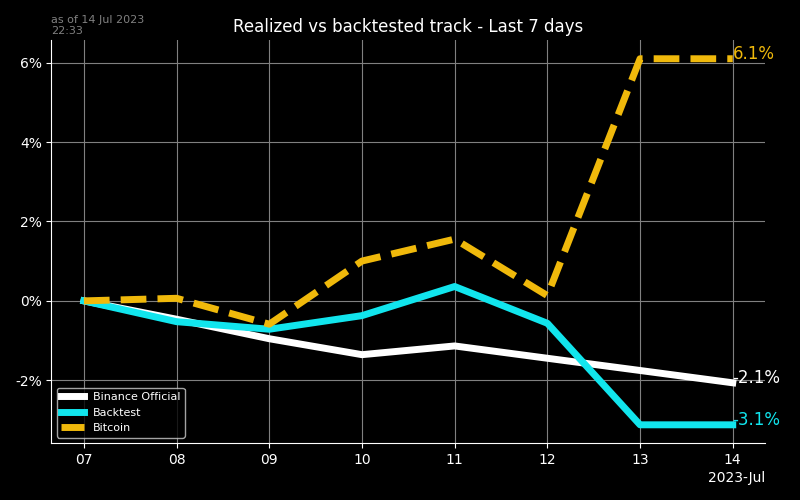 as of 14 Jul 2023
22:33
Realized vs backtested track - Last 7 days
6%
4%
2%
0%
-2%
6.1%
-2.1%
-3.1%
Binance Official
Backtest
Bitcoin
07 08 09 10 11 12 13 14
2023-Jul